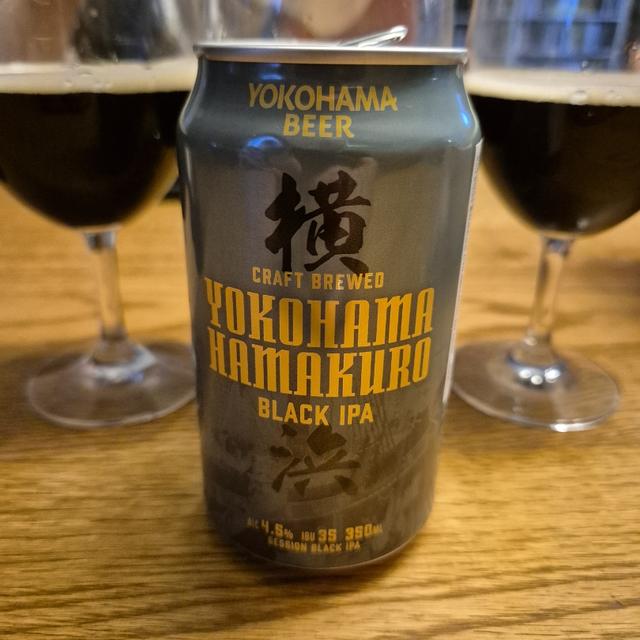 YOKOHAMA
BEER
横
CRAFT BREWED
YOKOHAMA
HAMAKURO
BLACK IPA
浜
ALC 4.5% IBU 35 350ml
SESSION BLACK IPA